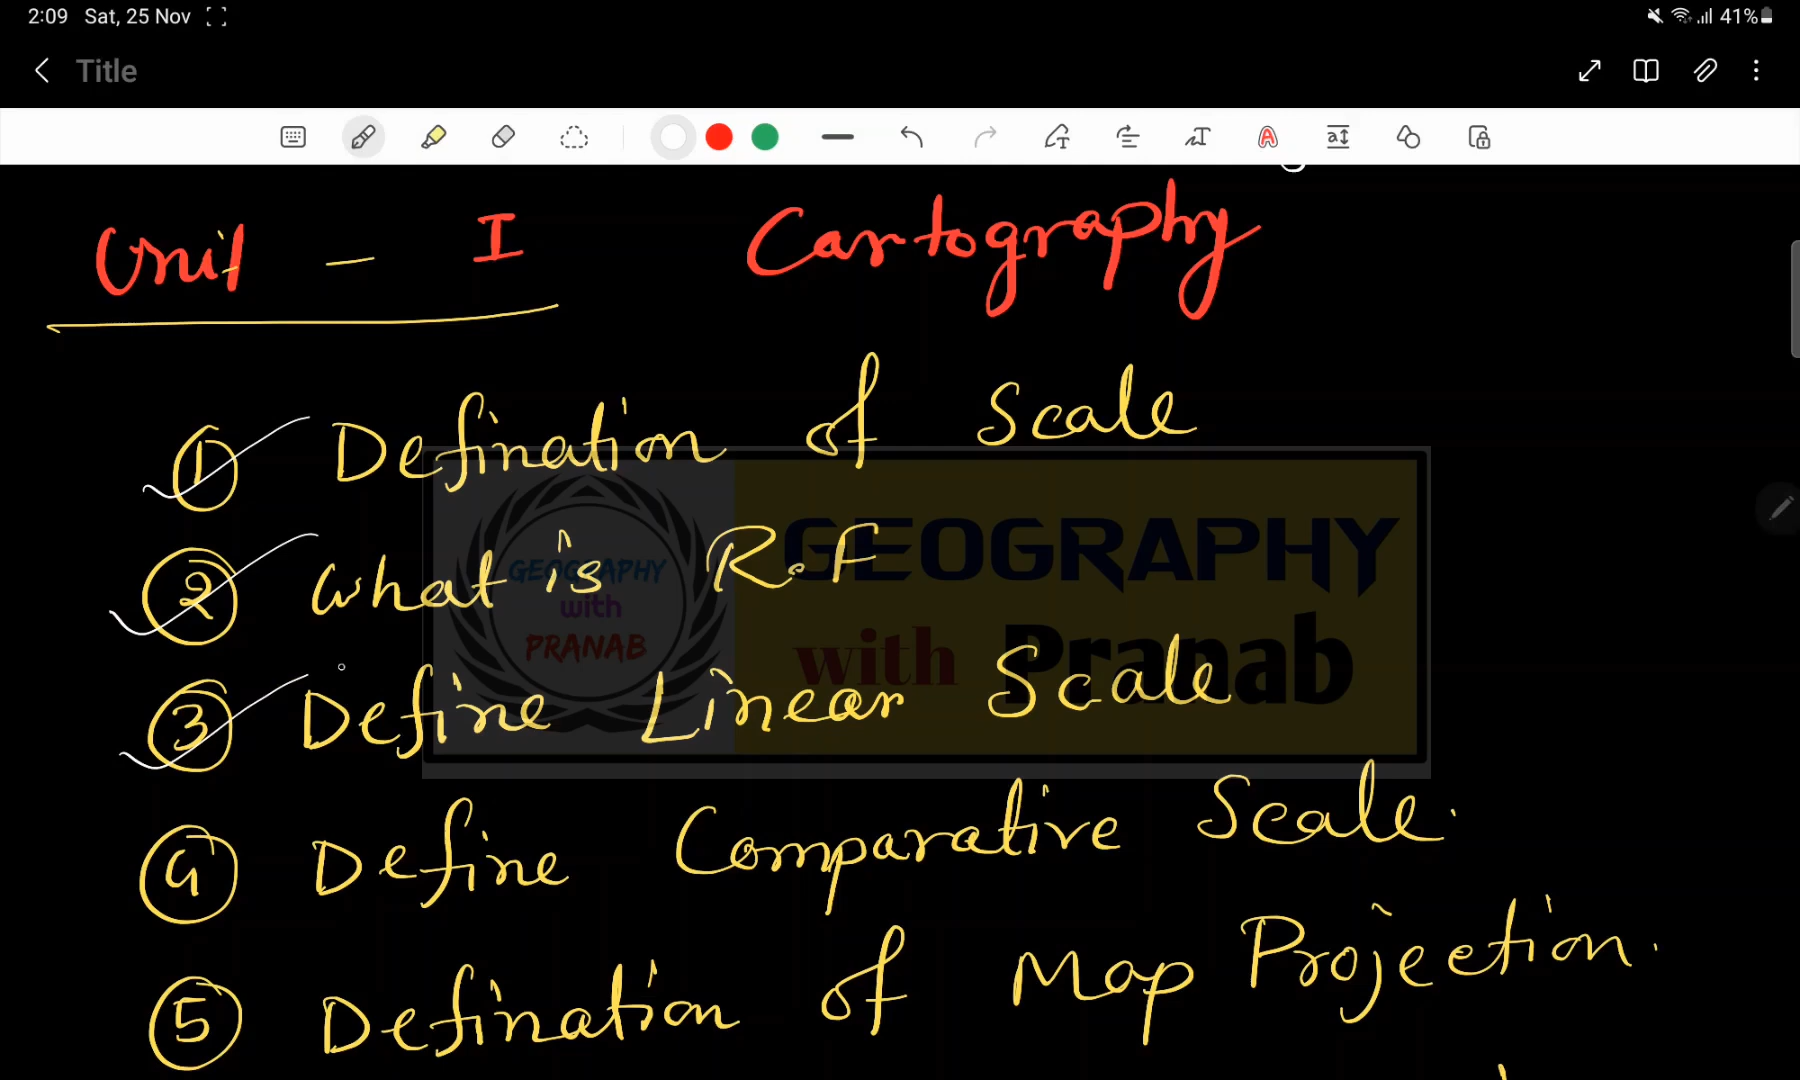 2:09 Sat, 25 Nov
41%
Title
Unit - I Cartography
① Defination of Scale
② What is R.F
③ Define Linear Scale
④ Define Comparative Scale.
⑤ Defination of Map Projection.
GEOGRAPHY
with
PRANAB
GEOGRAPHY
with Pranab